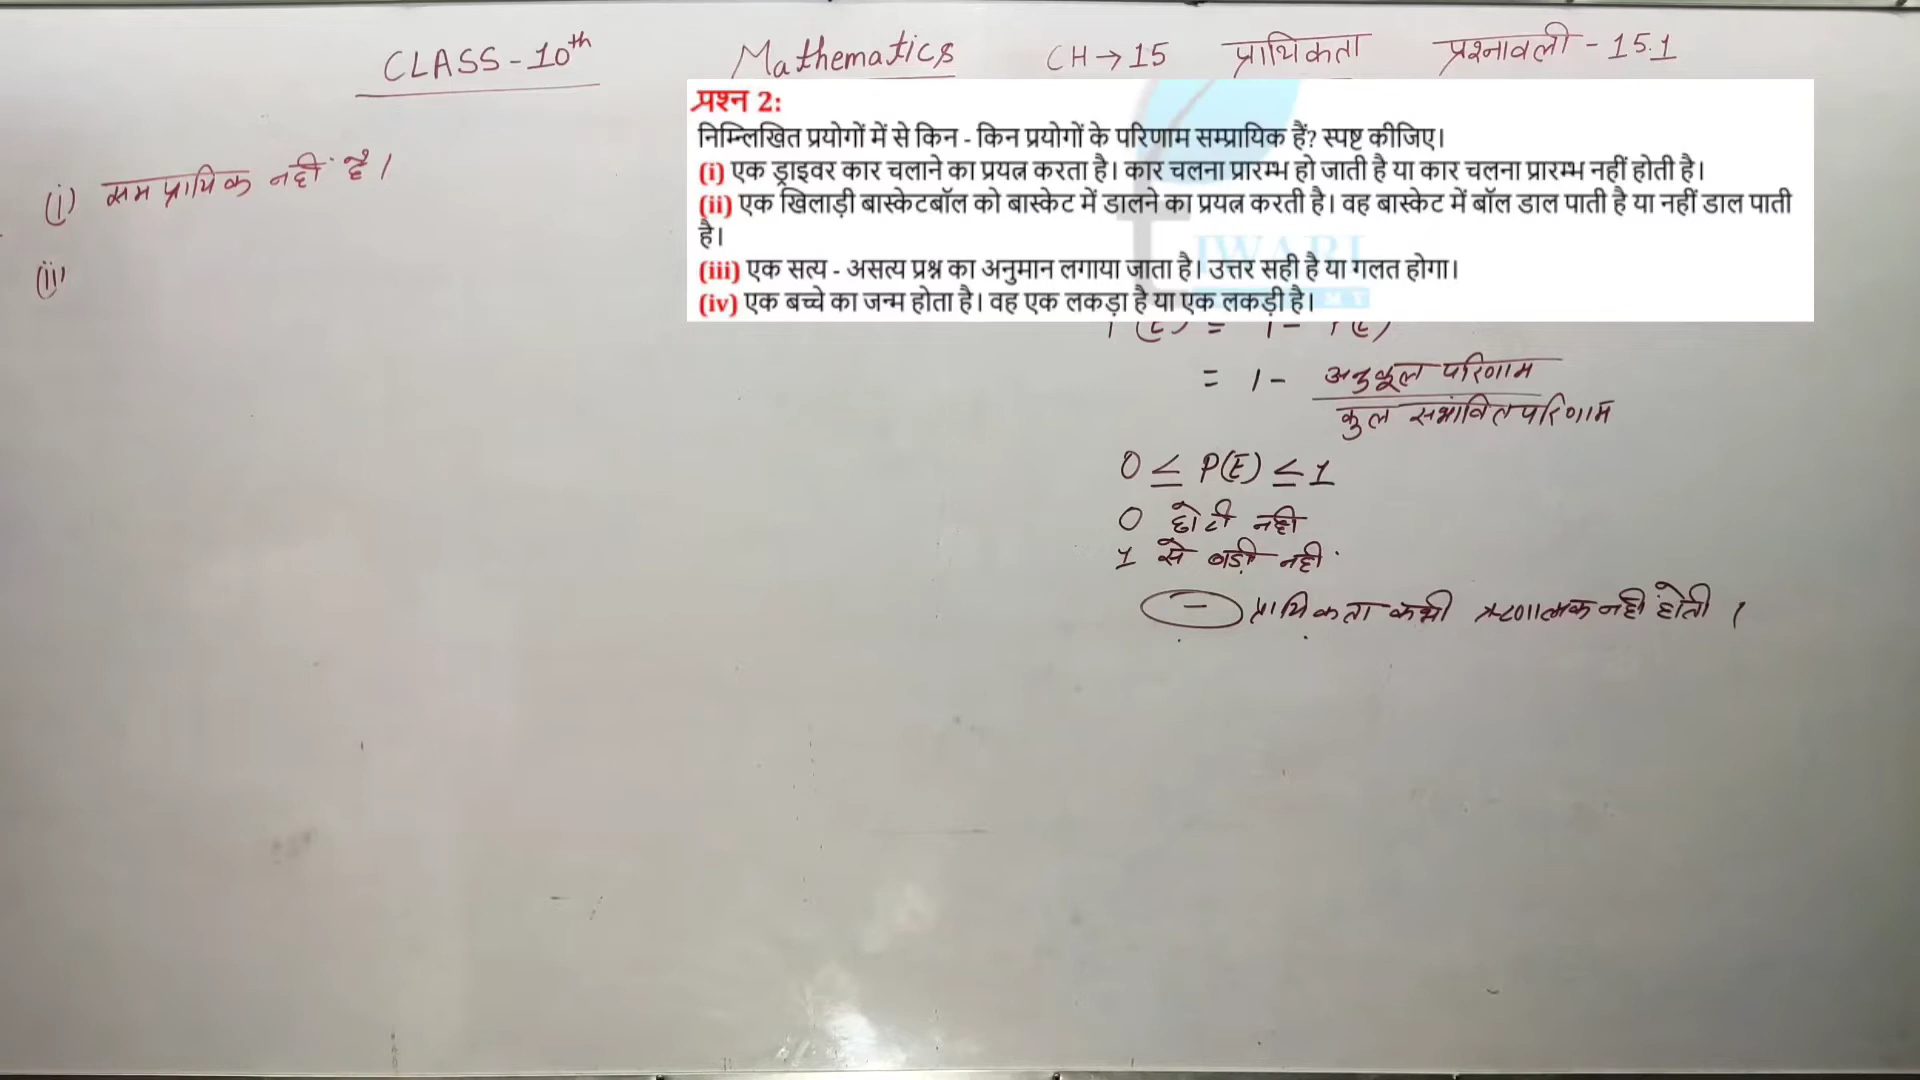 CLASS-10th Mathematics CH→15 प्रायिकता प्रश्नावली-15.1
प्रश्न 2:
निम्न्लिखित प्रयोगों में से किन - किन प्रयोगों के परिणाम सम्प्रायिक हैं? स्पष्ट कीजिए।
(i) एक ड्राइवर कार चलाने का प्रयत्न करता है। कार चलना प्रारम्भ हो जाती है या कार चलना प्रारम्भ नहीं होती है।
(ii) एक खिलाड़ी बास्केटबॉल को बास्केट में डालने का प्रयत्न करती है। वह बास्केट में बॉल डाल पाती है या नहीं डाल पाती
है।
(iii) एक सत्य - असत्य प्रश्न का अनुमान लगाया जाता है। उत्तर सही है या गलत होगा।
(iv) एक बच्चे का जन्म होता है। वह एक लकड़ा है या एक लकड़ी है।
(i) सम प्रायिक नहीं है।
(ii)
= 1 - अनुकूल परिणाम
कुल सभांवित परिणाम
0 ≤ P(E) ≤ 1
0 छोटी नही
1 से बड़ी नही
- प्रायिकता कभी ऋणात्मक नही होती।